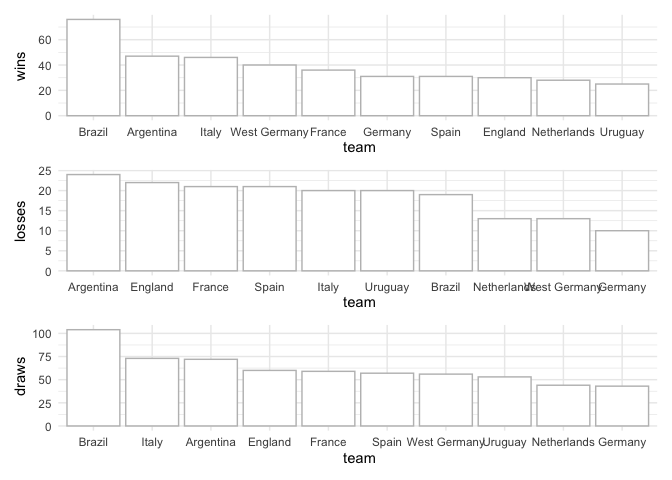 wins
60
40
20
0
Brazil Argentina Italy West Germany France Germany Spain England Netherlands Uruguay
team
losses
25
20
15
10
5
0
Argentina England France Spain Italy Uruguay Brazil Netherlands West Germany Germany
team
draws
100
75
50
25
0
Brazil Italy Argentina England France Spain West Germany Uruguay Netherlands Germany
team